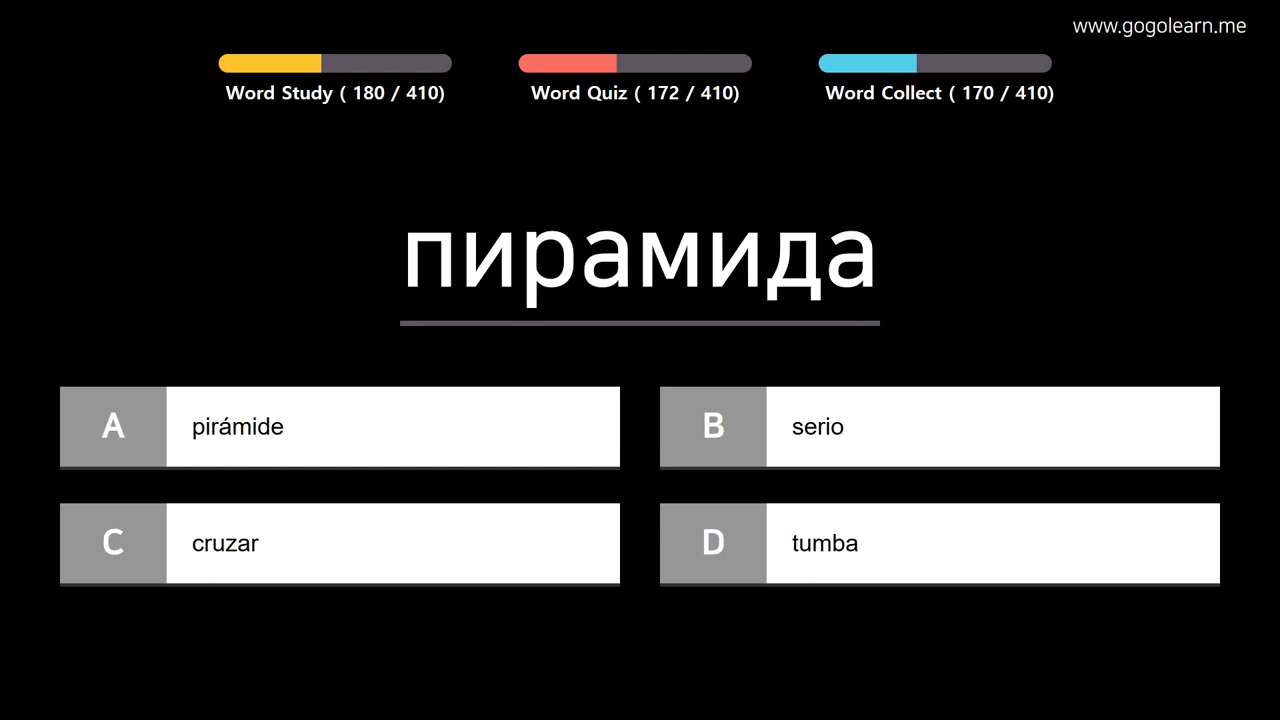 www.gogolearn.me
Word Study ( 180 / 410)
Word Quiz ( 172 / 410)
Word Collect ( 170 / 410)
пирамида
A pirámide
B serio
C cruzar
D tumba